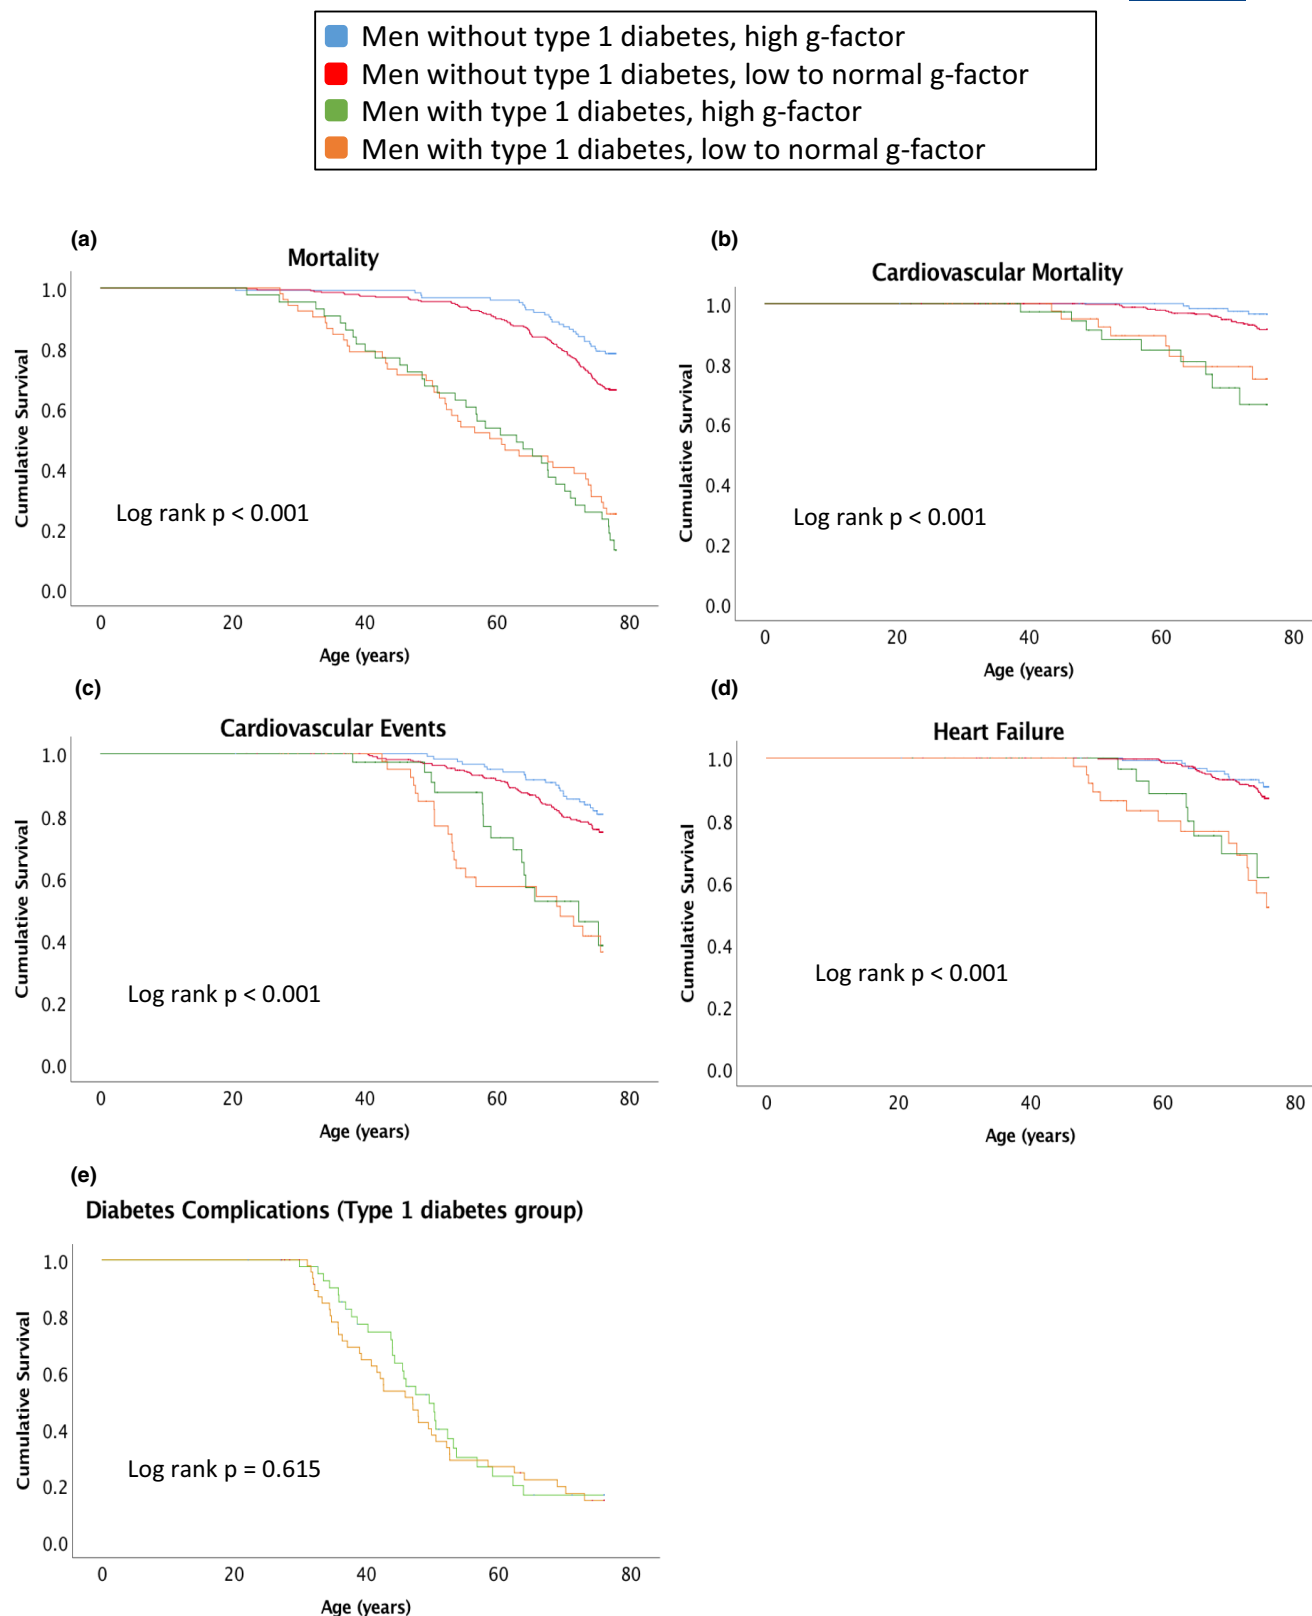 Men without type 1 diabetes, high g-factor
Men without type 1 diabetes, low to normal g-factor
Men with type 1 diabetes, high g-factor
Men with type 1 diabetes, low to normal g-factor
(a)
Mortality
Cumulative Survival
1.0
0.8
0.6
0.4
0.2
0.0
Log rank p < 0.001
0 20 40 60 80
Age (years)
(b)
Cardiovascular Mortality
Cumulative Survival
1.0
0.8
0.6
0.4
0.2
0.0
Log rank p < 0.001
0 20 40 60 80
Age (years)
(c)
Cardiovascular Events
Cumulative Survival
1.0
0.8
0.6
0.4
0.2
0.0
Log rank p < 0.001
0 20 40 60 80
Age (years)
(d)
Heart Failure
Cumulative Survival
1.0
0.8
0.6
0.4
0.2
0.0
Log rank p < 0.001
0 20 40 60 80
Age (years)
(e)
Diabetes Complications (Type 1 diabetes group)
Cumulative Survival
1.0
0.8
0.6
0.4
0.2
0.0
Log rank p = 0.615
0 20 40 60 80
Age (years)